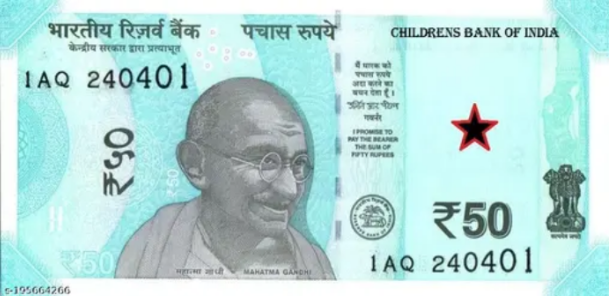 भारतीय रिज़र्व बैंक
केन्द्रीय सरकार द्वारा प्रत्याभूत
पचास रुपये
CHILDRENS BANK OF INDIA
1AQ 240401
मैं धारक को
पचास रुपये
अदा करने का
वचन देता हूँ।
गवर्नर
I PROMISE TO
PAY THE BEARER
THE SUM OF
FIFTY RUPEES
₹५०
₹50
₹50
महात्मा गांधी
MAHATMA GANDHI
1AQ 240401
सत्यमेव जयते
s-195664266